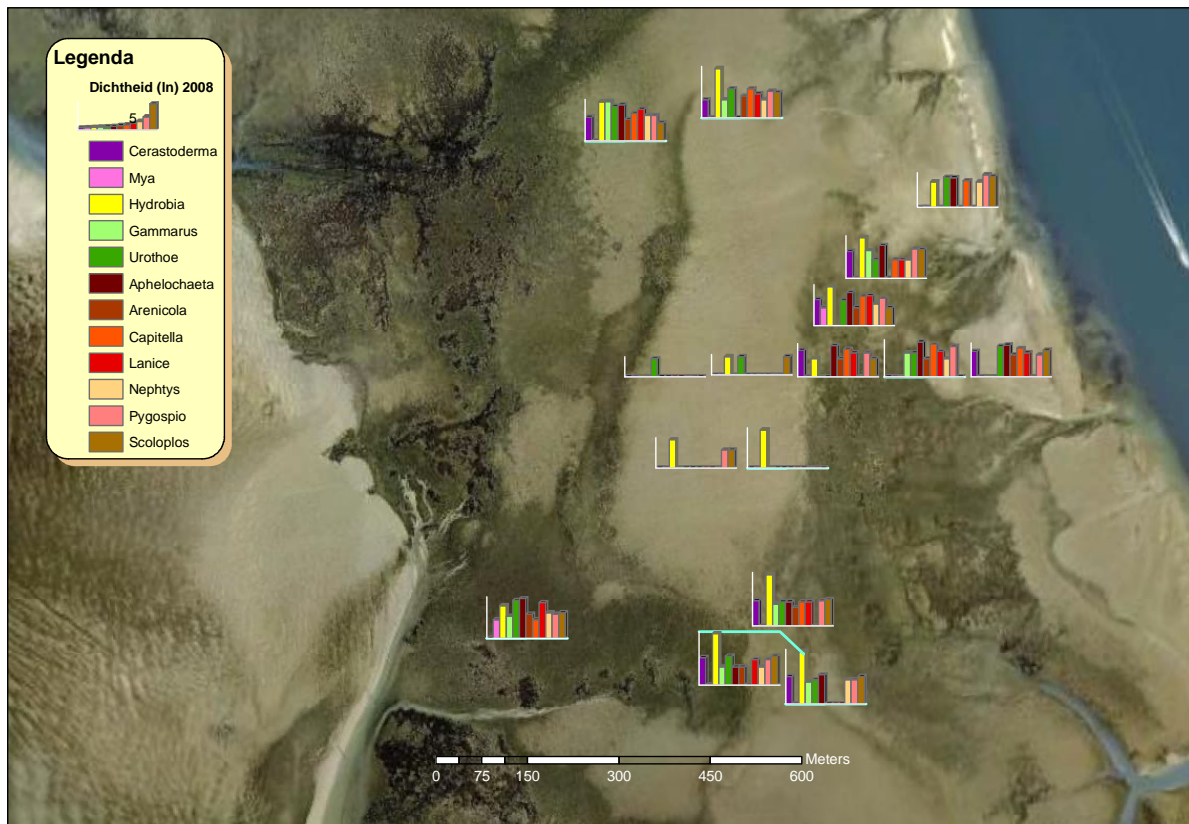 Legenda
Dichtheid (ln) 2008
5
Cerastoderma
Mya
Hydrobia
Gammarus
Urothoe
Aphelochaeta
Arenicola
Capitella
Lanice
Nephtys
Pygospio
Scoloplos
Meters
0 75 150 300 450 600